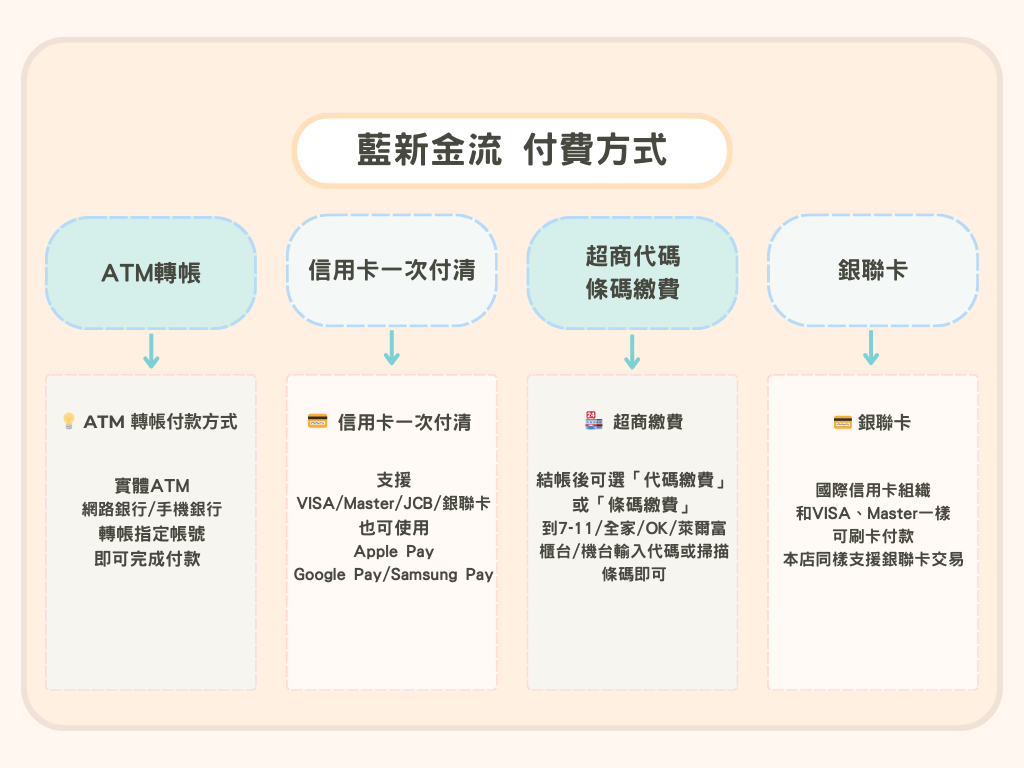 藍新金流 付費方式
ATM轉帳
💡 ATM 轉帳付款方式
實體ATM
網路銀行/手機銀行
轉帳指定帳號
即可完成付款
信用卡一次付清
💳 信用卡一次付清
支援
VISA/Master/JCB/銀聯卡
也可使用
Apple Pay
Google Pay/Samsung Pay
超商代碼
條碼繳費
🏪 超商繳費
結帳後可選「代碼繳費」
或「條碼繳費」
到7-11/全家/OK/萊爾富
櫃台/機台輸入代碼或掃描
條碼即可
銀聯卡
💳 銀聯卡
國際信用卡組織
和VISA、Master一樣
可刷卡付款
本店同樣支援銀聯卡交易